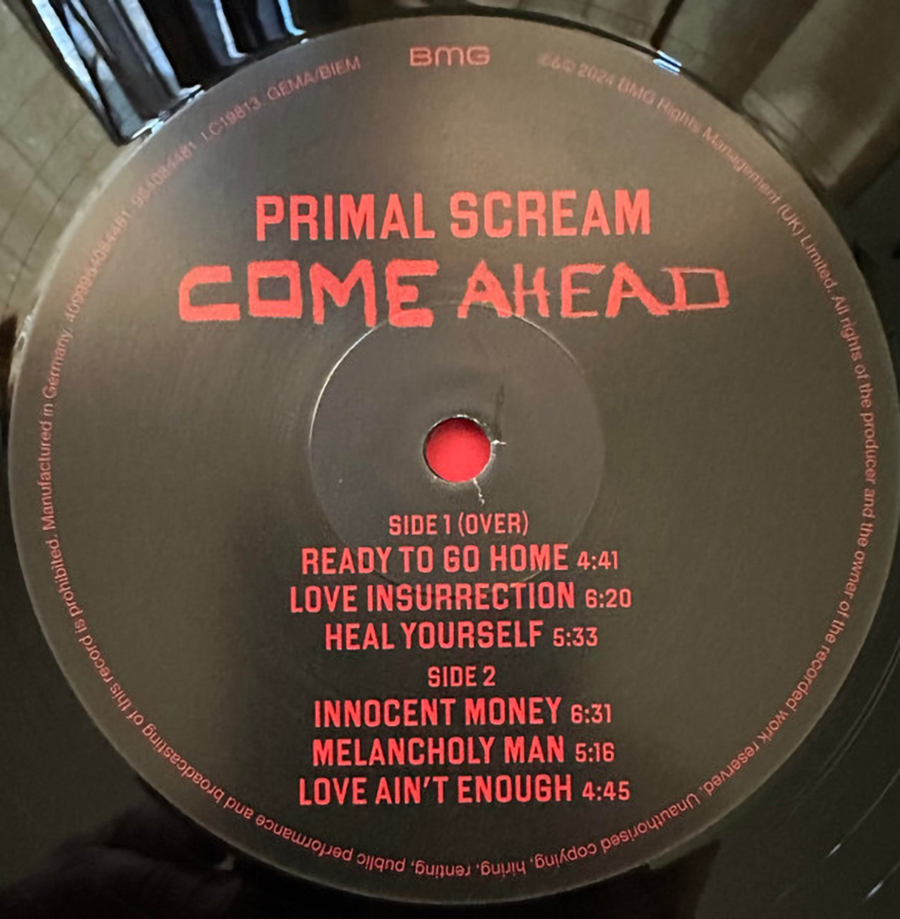 BMG
PRIMAL SCREAM
COME AHEAD
SIDE 1 (OVER)
READY TO GO HOME 4:41
LOVE INSURRECTION 6:20
HEAL YOURSELF 5:33
SIDE 2
INNOCENT MONEY 6:31
MELANCHOLY MAN 5:16
LOVE AIN'T ENOUGH 4:45
2024 BMG Rights Management (UK) Limited. All rights of the producer and the owner of the recorded work reserved. Unauthorised copying, hiring, renting, public performance and broadcasting of this record is prohibited. Manufactured in Germany. 964084481. LC19813. GEMA/BIEM